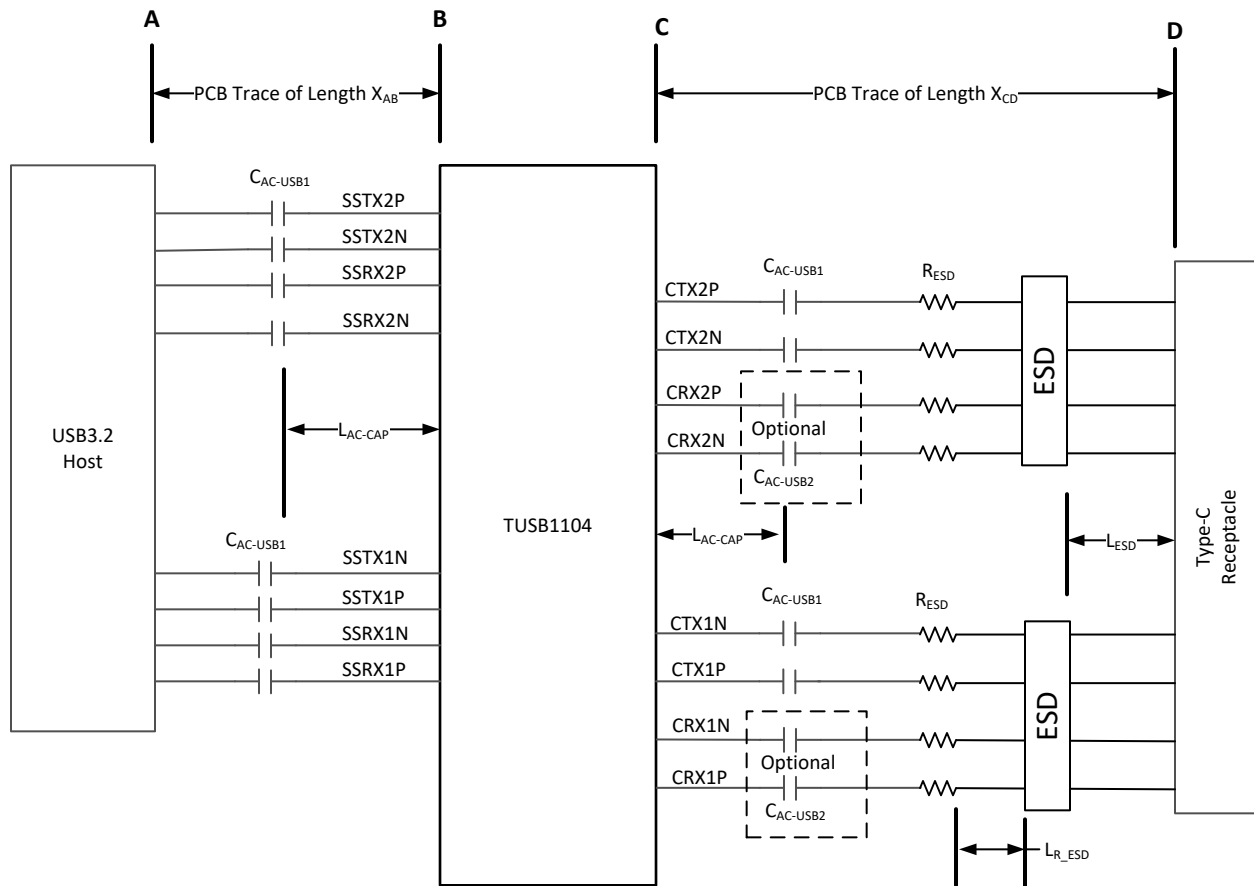 A
B
C
D
PCB Trace of Length XAB
PCB Trace of Length XCD
CAC-USB1
SSTX2P
SSTX2N
SSRX2P
SSRX2N
CAC-USB1
RESD
CTX2P
CTX2N
CRX2P
Optional
CRX2N
CAC-USB2
ESD
USB3.2
Host
LAC-CAP
TUSB1104
LAC-CAP
LESD
Type-C
Receptacle
CAC-USB1
SSTX1N
SSTX1P
SSRX1N
SSRX1P
CAC-USB1
RESD
CTX1N
CTX1P
CRX1N
Optional
CRX1P
CAC-USB2
ESD
LR_ESD